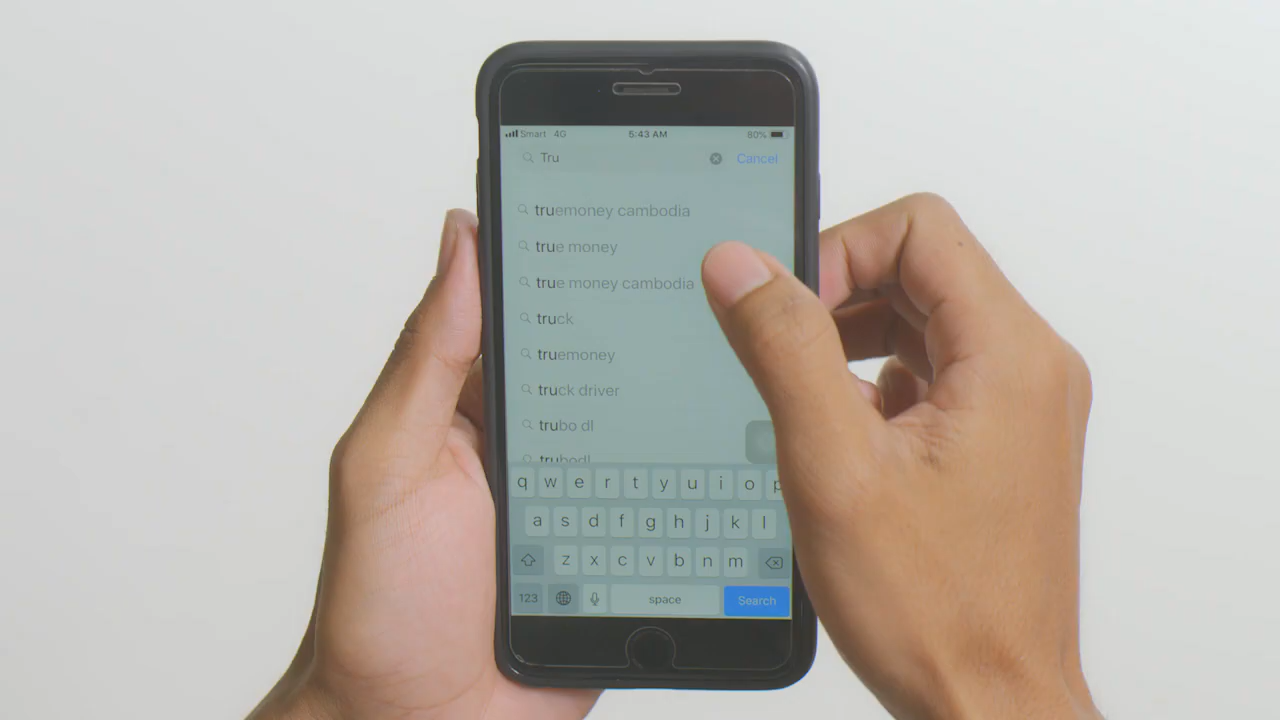 Smart 4G 5:43 AM 80%
Tru Cancel
truemoney cambodia
true money
true money cambodia
truck
truemoney
truck driver
trubo dl
trubodl
q w e r t y u i o p
a s d f g h j k l
z x c v b n m
123 space Search